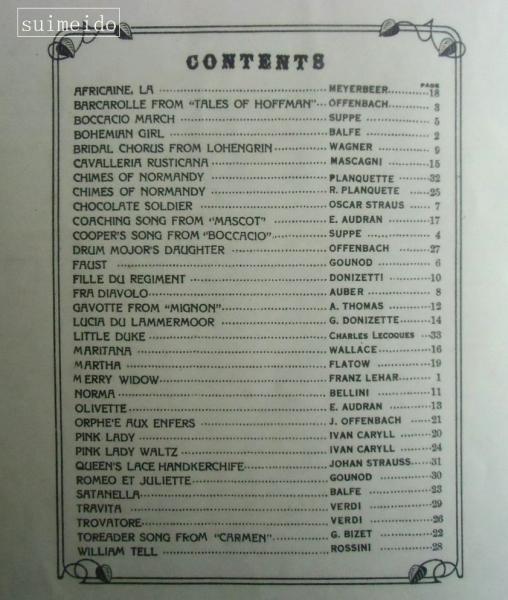 suimeido
CONTENTS
PAGE
AFRICAINE, LA MEYERBEER 18
BARCAROLLE FROM "TALES OF HOFFMAN" OFFENBACH 3
BOCCACIO MARCH SUPPE 5
BOHEMIAN GIRL BALFE 2
BRIDAL CHORUS FROM LOHENGRIN WAGNER 9
CAVALLERIA RUSTICANA MASCAGNI 15
CHIMES OF NORMANDY PLANQUETTE 32
CHIMES OF NORMANDY R. PLANQUETE 25
CHOCOLATE SOLDIER OSCAR STRAUS 7
COACHING SONG FROM "MASCOT" E. AUDRAN 17
COOPER'S SONG FROM "BOCCACIO" SUPPE 4
DRUM MOJOR'S DAUGHTER OFFENBACH 27
FAUST GOUNOD 6
FILLE DU REGIMENT DONIZETTI 10
FRA DIAVOLO AUBER 8
GAVOTTE FROM "MIGNON" A. THOMAS 12
LUCIA DU LAMMERMOOR G. DONIZETTE 14
LITTLE DUKE CHARLES LECOQUES 33
MARITANA WALLACE 16
MARTHA FLATOW 19
MERRY WIDOW FRANZ LEHAR 1
NORMA BELLINI 11
OLIVETTE E. AUDRAN 13
ORPHE'E AUX ENFERS J. OFFENBACH 21
PINK LADY IVAN CARYLL 20
PINK LADY WALTZ IVAN CARYLL 24
QUEEN'S LACE HANDKERCHIFE JOHAN STRAUSS 31
ROMEO ET JULIETTE GOUNOD 30
SATANELLA BALFE 23
TRAVITA VERDI 29
TROVATORE VERDI 26
TOREADER SONG FROM "CARMEN" G. BIZET 22
WILLIAM TELL ROSSINI 28